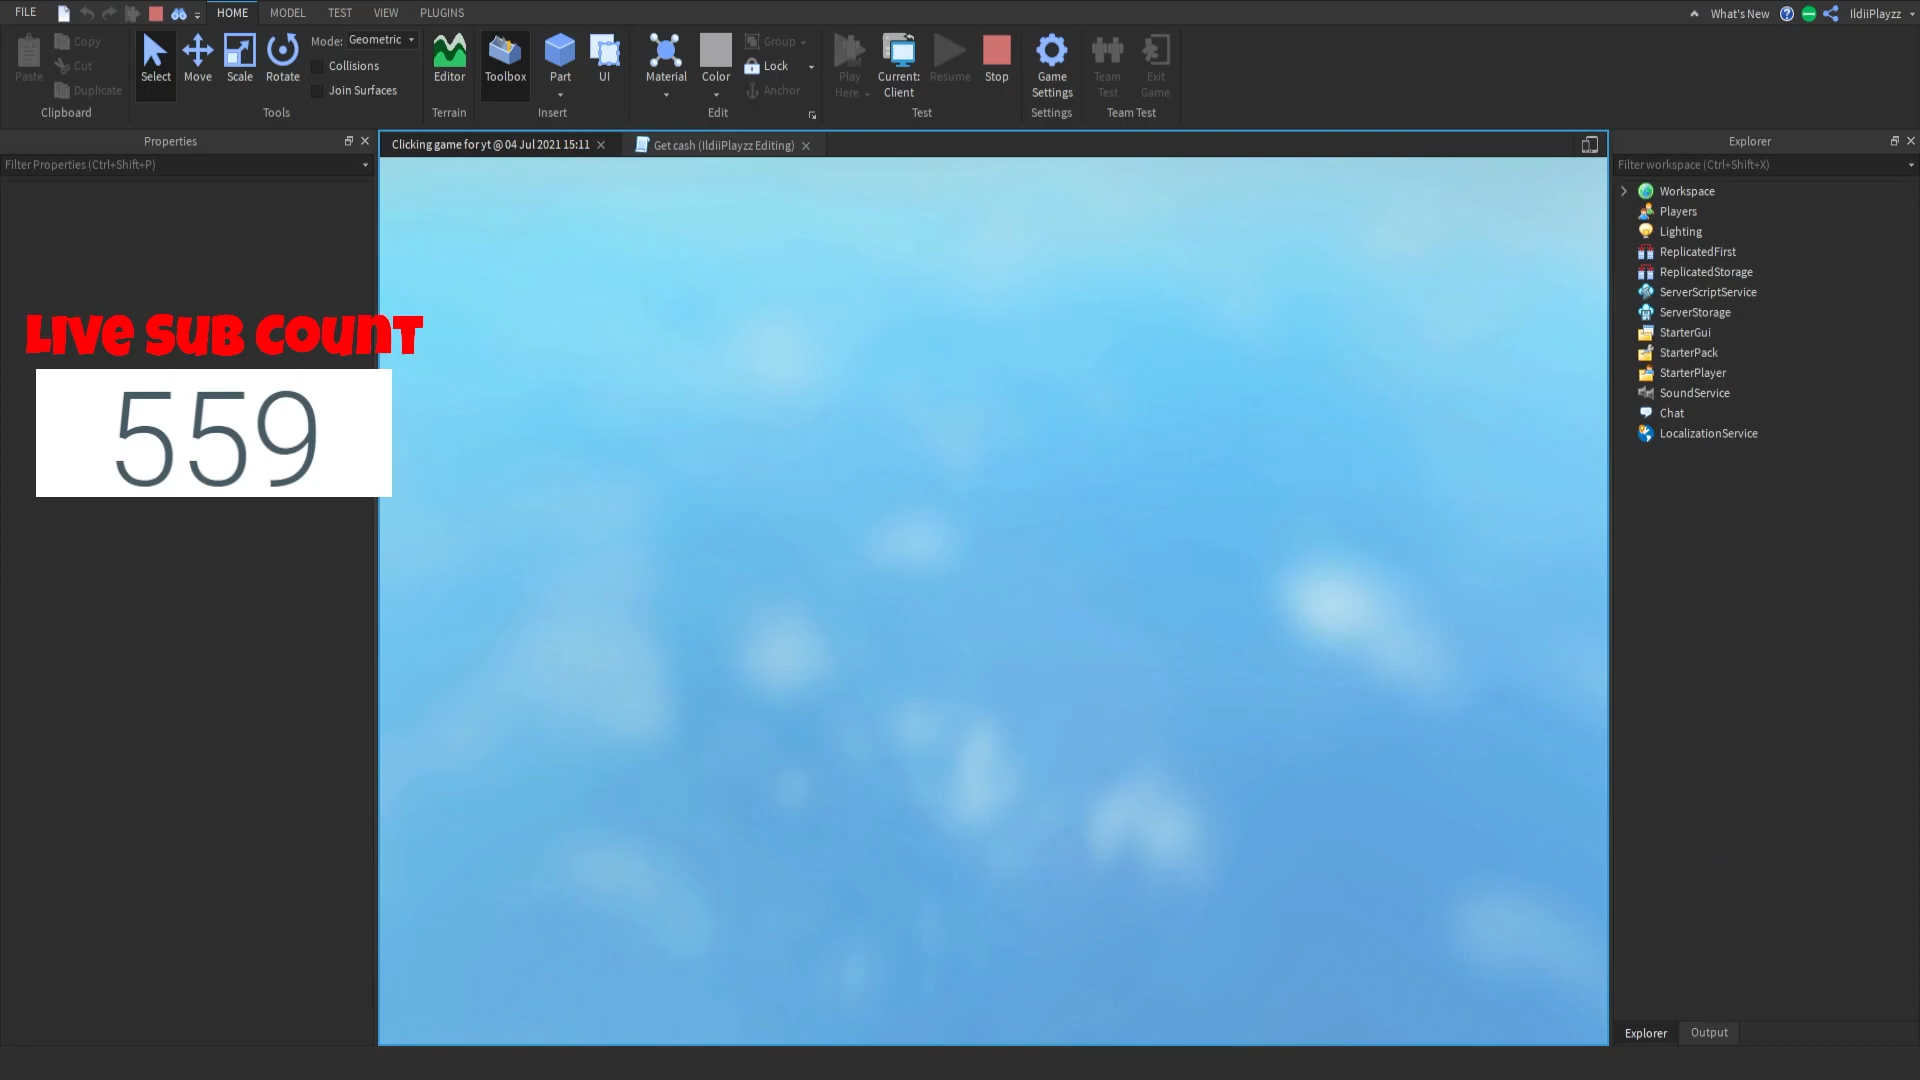 FILE HOME MODEL TEST VIEW PLUGINS What's New IldiiPlayzz
Paste Copy Cut Duplicate Clipboard
Select Move Scale Rotate Mode: Geometric Collisions Join Surfaces Tools
Editor Terrain
Toolbox Part UI Insert
Material Color Group Lock Anchor Edit
Play Here Current: Client Resume Stop Test
Game Settings Settings
Team Test Exit Game Team Test
Properties
Filter Properties (Ctrl+Shift+P)
Clicking game for yt @ 04 Jul 2021 15:11
Get cash (IldiiPlayzz Editing)
Live Sub Count
559
Explorer
Filter workspace (Ctrl+Shift+X)
Workspace
Players
Lighting
ReplicatedFirst
ReplicatedStorage
ServerScriptService
ServerStorage
StarterGui
StarterPack
StarterPlayer
SoundService
Chat
LocalizationService
Explorer Output